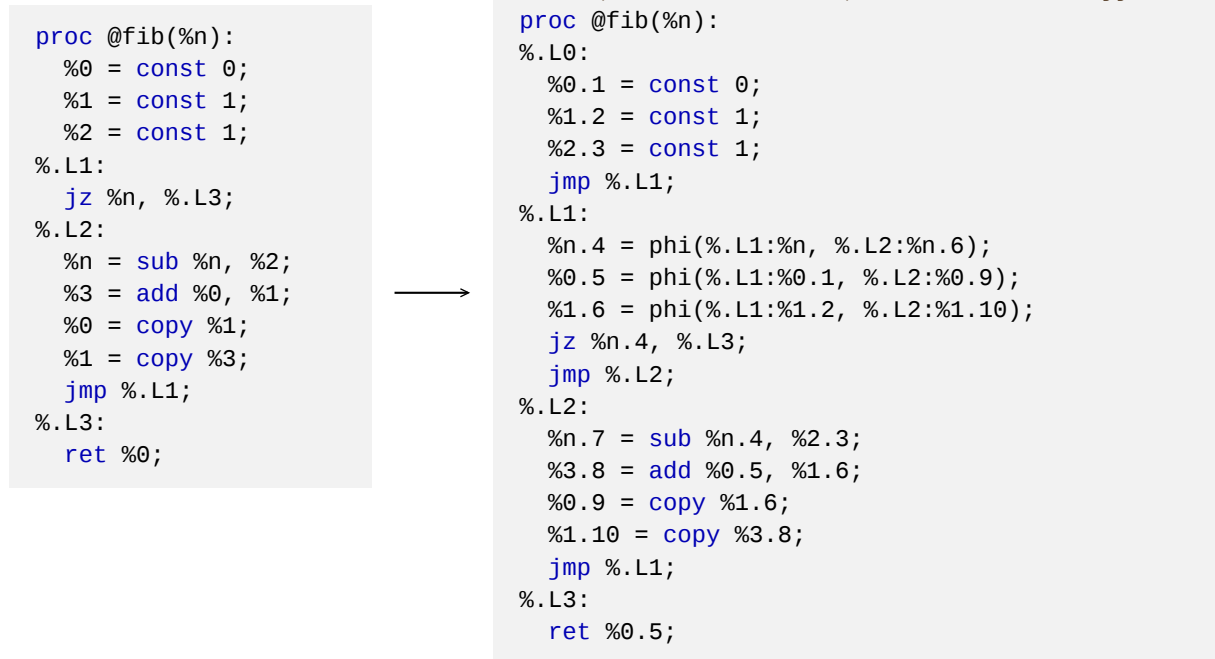 proc @fib(%n):
  %0 = const 0;
  %1 = const 1;
  %2 = const 1;
%.L1:
  jz %n, %.L3;
%.L2:
  %n = sub %n, %2;
  %3 = add %0, %1;
  %0 = copy %1;
  %1 = copy %3;
  jmp %.L1;
%.L3:
  ret %0;
proc @fib(%n):
%.L0:
  %0.1 = const 0;
  %1.2 = const 1;
  %2.3 = const 1;
  jmp %.L1;
%.L1:
  %n.4 = phi(%.L1:%n, %.L2:%n.6);
  %0.5 = phi(%.L1:%0.1, %.L2:%0.9);
  %1.6 = phi(%.L1:%1.2, %.L2:%1.10);
  jz %n.4, %.L3;
  jmp %.L2;
%.L2:
  %n.7 = sub %n.4, %2.3;
  %3.8 = add %0.5, %1.6;
  %0.9 = copy %1.6;
  %1.10 = copy %3.8;
  jmp %.L1;
%.L3:
  ret %0.5;